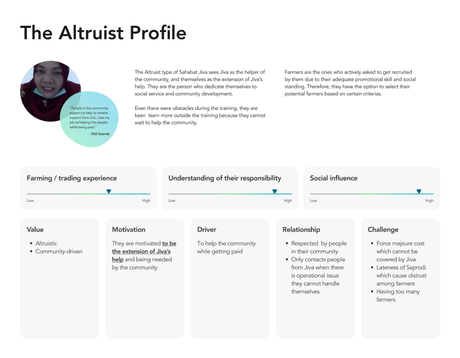 The Altruist Profile
The Altruist type of Sahabat Jiva sees Jiva as the helper of
the community, and themselves as the extension of Jiva's
help. They are the person who dedicate themselves to
social service and community development.
Even there were obstacles during the training, they are
keen learn more outside the training because they cannot
wait to help the community.
Farmers are the ones who actively asked to get recruited
by them due to their adequate promotional skill and social
standing. Therefore, they have the option to select their
potential farmers based on certain criterias.
"People in the community
expect my help to receive
support from Jiva. I see my
job as helping the people
while being paid."
Farming / trading experience
Low
High
Understanding of their responsibility
Low
High
Social influence
Low
High
Value
• Altruistic
• Community-driven
Motivation
They are motivated to be
the extension of Jiva's
help and being needed
by the community
Driver
To help the community
while getting paid
Relationship
• Respected by people
in their community
• Only contacts people
from Jiva when there
is operational issue
they cannot handle
themselves
Challenge
• Force majeure cost
which cannot be
covered by Jiva
• Lateness of Saprodi
which cause distrust
among farmers
• Having too many
farmers